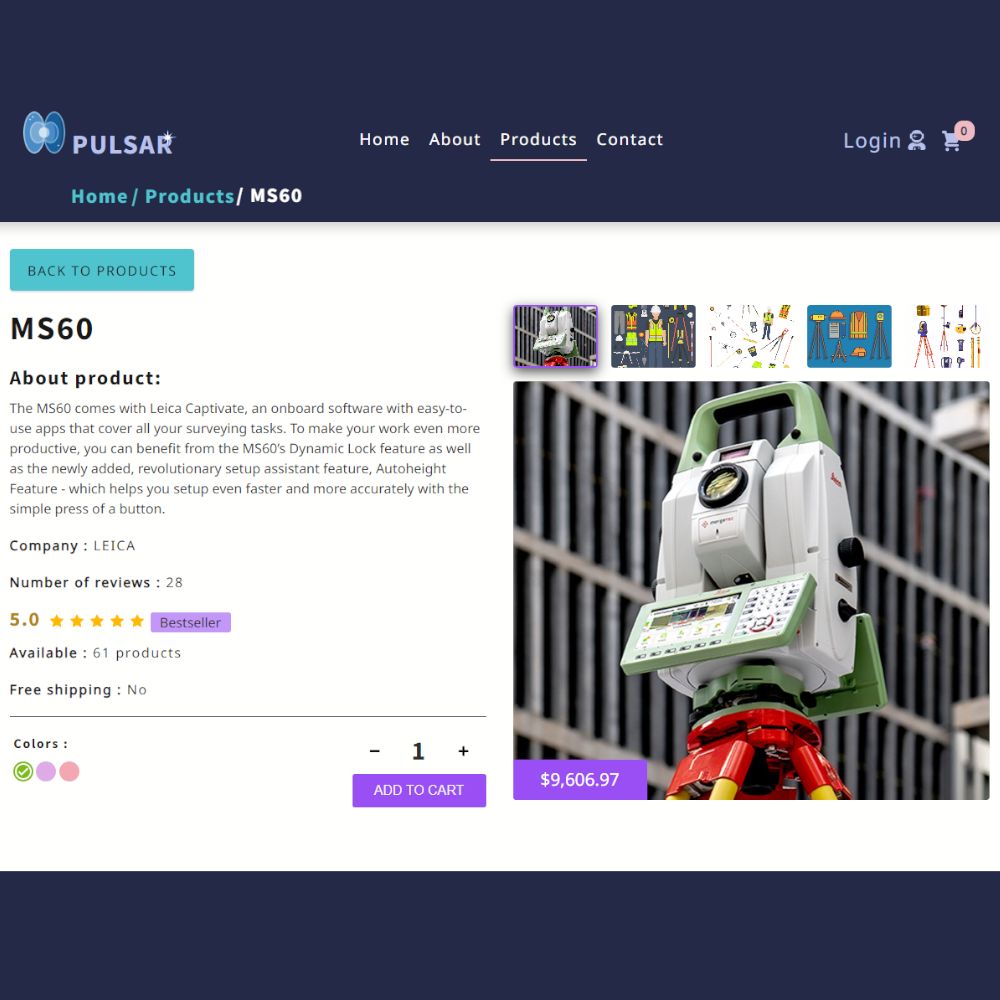 PULSAR
Home About Products Contact
Login 0
Home / Products / MS60
BACK TO PRODUCTS
MS60
About product:
The MS60 comes with Leica Captivate, an onboard software with easy-to-
use apps that cover all your surveying tasks. To make your work even more
productive, you can benefit from the MS60's Dynamic Lock feature as well
as the newly added, revolutionary setup assistant feature, Autoheight
Feature - which helps you setup even faster and more accurately with the
simple press of a button.
Company : LEICA
Number of reviews : 28
5.0
Bestseller
Available : 61 products
Free shipping : No
Colors :
− 1 +
ADD TO CART
Leica
$9,606.97